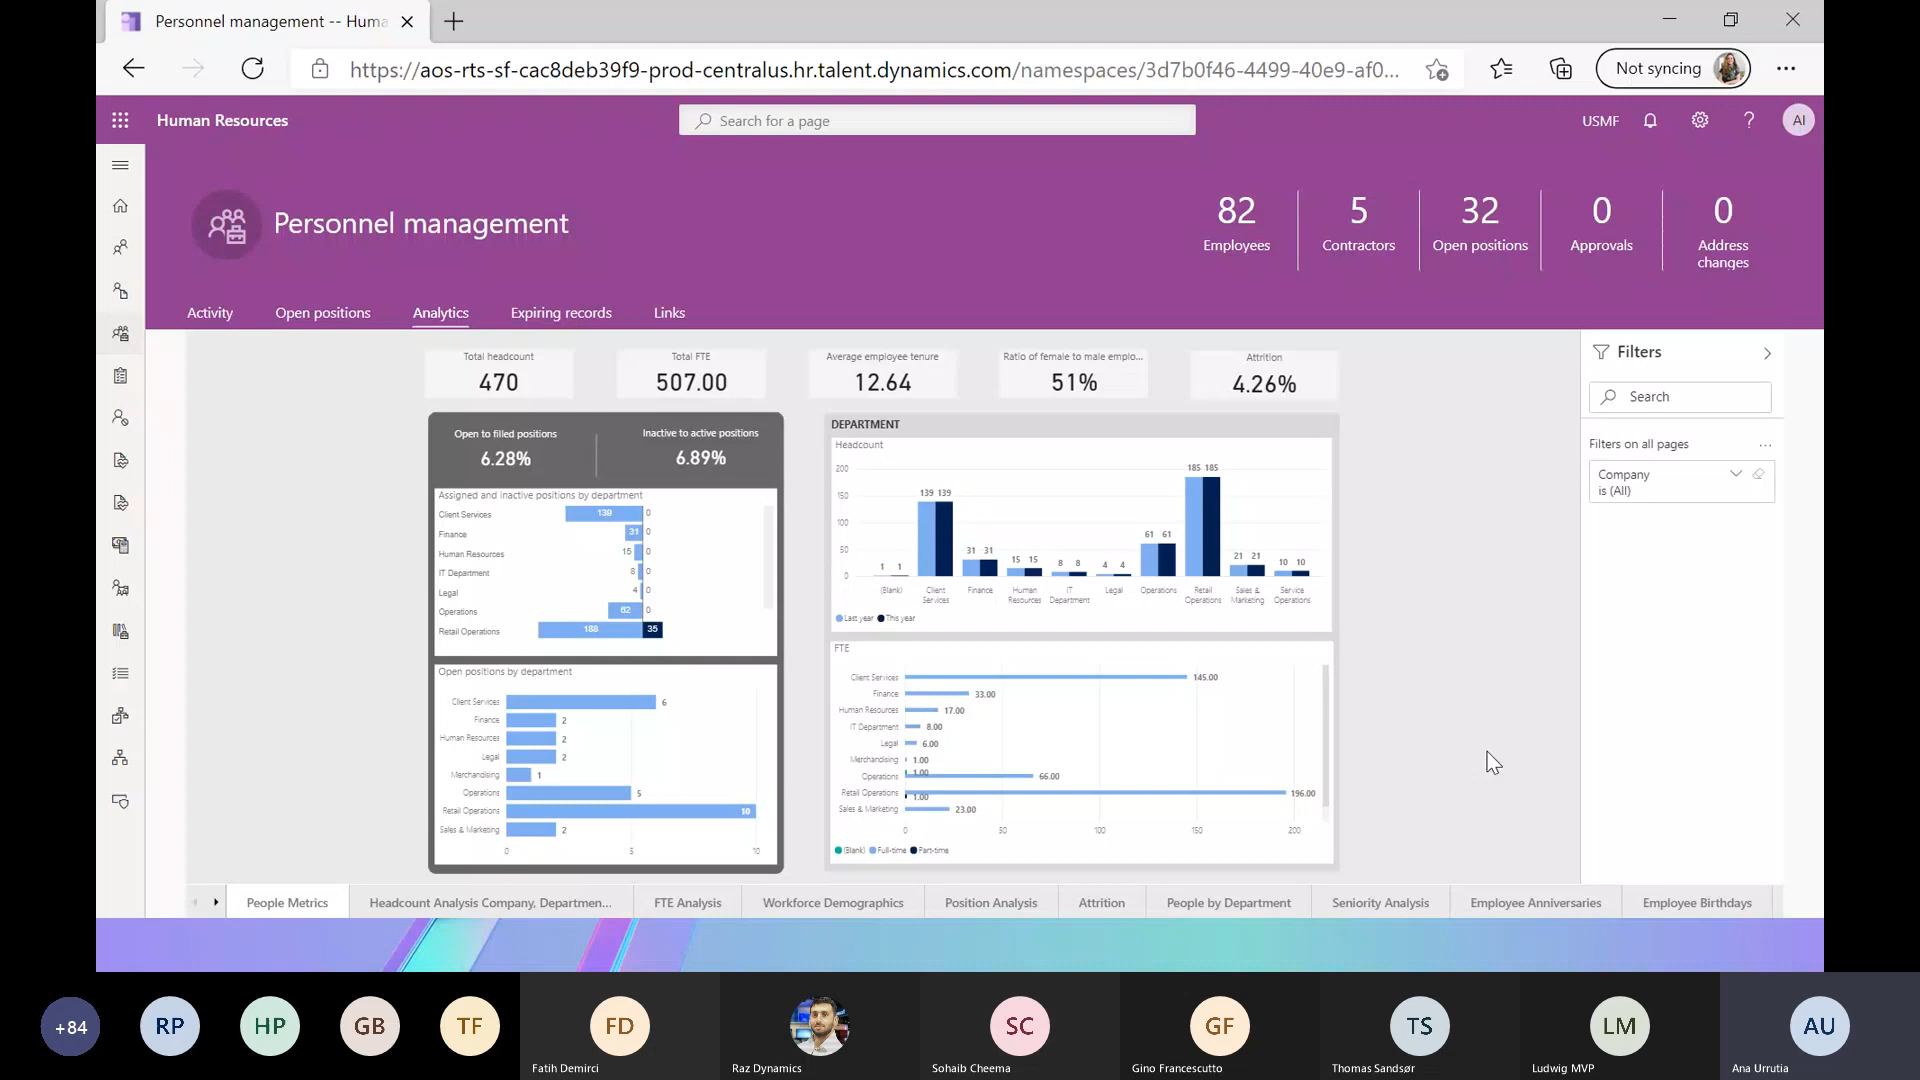 Personnel management -- Huma
https://aos-rts-sf-cac8deb39f9-prod-centralus.hr.talent.dynamics.com/namespaces/3d7b0f46-4499-40e9-af0...
Not syncing
Human Resources
Search for a page
USMF
?
AI
Personnel management
82
Employees
5
Contractors
32
Open positions
0
Approvals
0
Address
changes
Activity
Open positions
Analytics
Expiring records
Links
Total headcount
470
Total FTE
507.00
Average employee tenure
12.64
Ratio of female to male emplo...
51%
Attrition
4.26%
Filters
Search
Filters on all pages
...
Company
is (All)
Open to filled positions
6.28%
Inactive to active positions
6.89%
Assigned and inactive positions by department
Client Services 139 0
Finance 31 0
Human Resources 15 0
IT Department 8 0
Legal 4 0
Operations 62 0
Retail Operations 188 35
Open positions by department
Client Services 6
Finance 2
Human Resources 2
Legal 2
Merchandising 1
Operations 5
Retail Operations 10
Sales & Marketing 2
0 5 10
DEPARTMENT
Headcount
200
150
100
50
0
1 1
139 139
31 31
15 15
8 8
4 4
61 61
185 185
21 21
10 10
(Blank)
Client
Services
Finance
Human
Resources
IT
Department
Legal
Operations
Retail
Operations
Sales &
Marketing
Service
Operations
Last year This year
FTE
Client Services 145.00
Finance 33.00
Human Resources 17.00
IT Department 8.00
Legal 6.00
Merchandising 1.00
1.00
Operations 66.00
Retail Operations 196.00
1.00
Sales & Marketing 23.00
0 50 100 150 200
(Blank) Full-time Part-time
People Metrics
Headcount Analysis Company, Departmen...
FTE Analysis
Workforce Demographics
Position Analysis
Attrition
People by Department
Seniority Analysis
Employee Anniversaries
Employee Birthdays
+84
RP
HP
GB
TF
FD
Fatih Demirci
Raz Dynamics
SC
Sohaib Cheema
GF
Gino Francescutto
TS
Thomas Sandsør
LM
Ludwig MVP
AU
Ana Urrutia